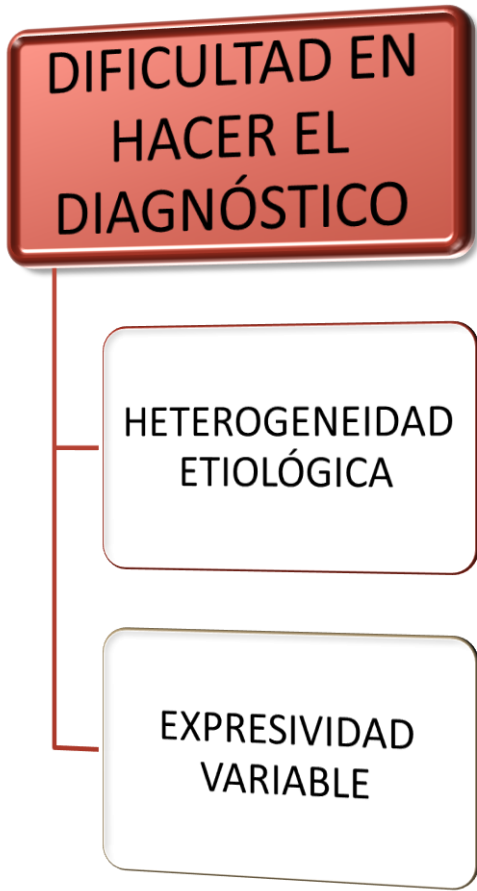 DIFICULTAD EN
HACER EL
DIAGNÓSTICO
HETEROGENEIDAD
ETIOLÓGICA
EXPRESIVIDAD
VARIABLE